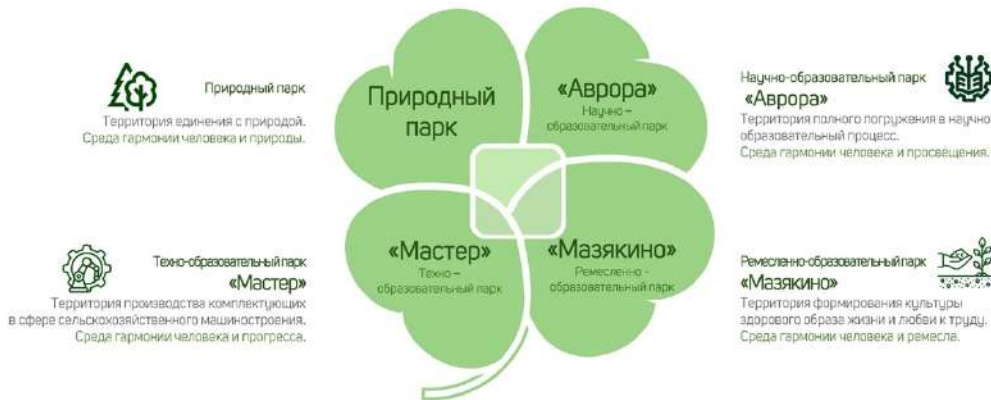 Природный парк
Территория единения с природой.
Среда гармонии человека и природы.
Природный
парк
«Аврора»
Научно –
образовательный парк
Научно-образовательный парк
«Аврора»
Территория полного погружения в научно
образовательный процесс.
Среда гармонии человека и просвещения.
Техно-образовательный парк
«Мастер»
Территория производства комплектующих
в сфере сельскохозяйственного машиностроения.
Среда гармонии человека и прогресса.
«Мастер»
Техно –
образовательный парк
«Мазякино»
Ремесленно -
образовательный парк
Ремесленно-образовательный парк
«Мазякино»
Территория формирования культуры
здорового образа жизни и любви к труду.
Среда гармонии человека и ремесла.